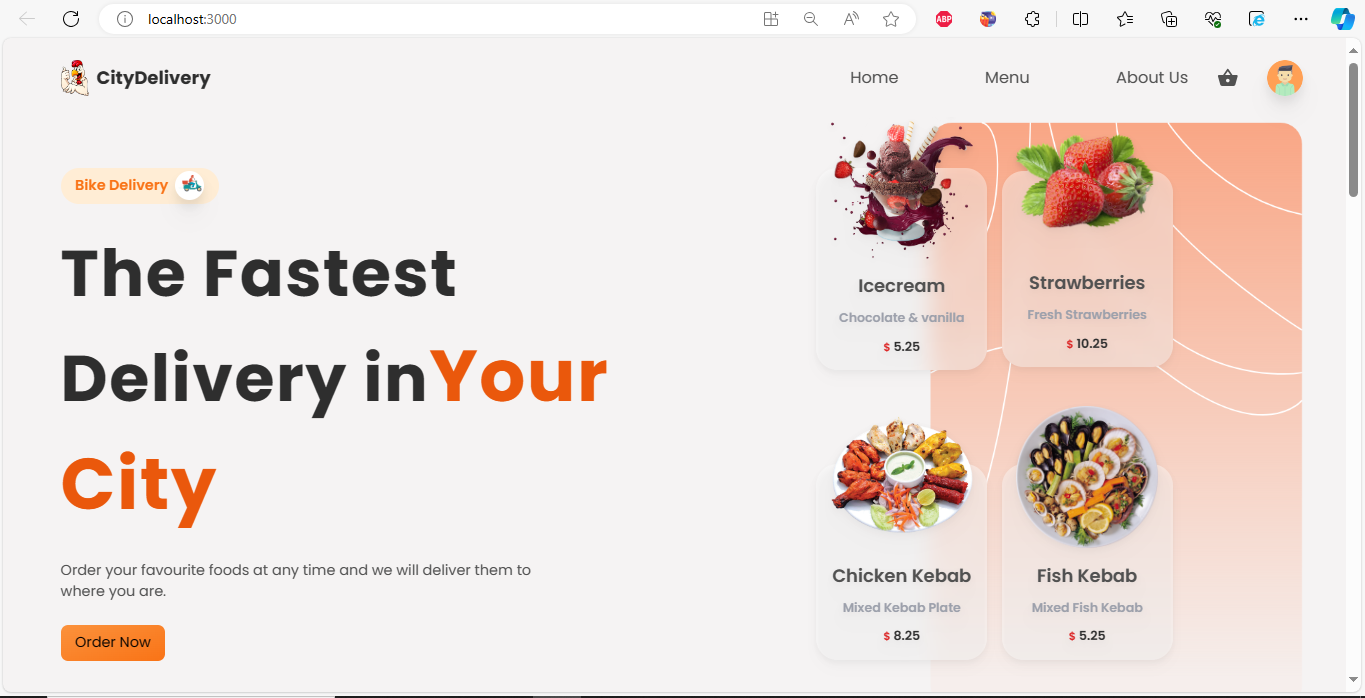 localhost:3000
ABP
CityDelivery
Home Menu About Us
Bike Delivery
The Fastest
Delivery inYour
City
Order your favourite foods at any time and we will deliver them to
where you are.
Order Now
Icecream
Chocolate & vanilla
$ 5.25
Strawberries
Fresh Strawberries
$ 10.25
Chicken Kebab
Mixed Kebab Plate
$ 8.25
Fish Kebab
Mixed Fish Kebab
$ 5.25